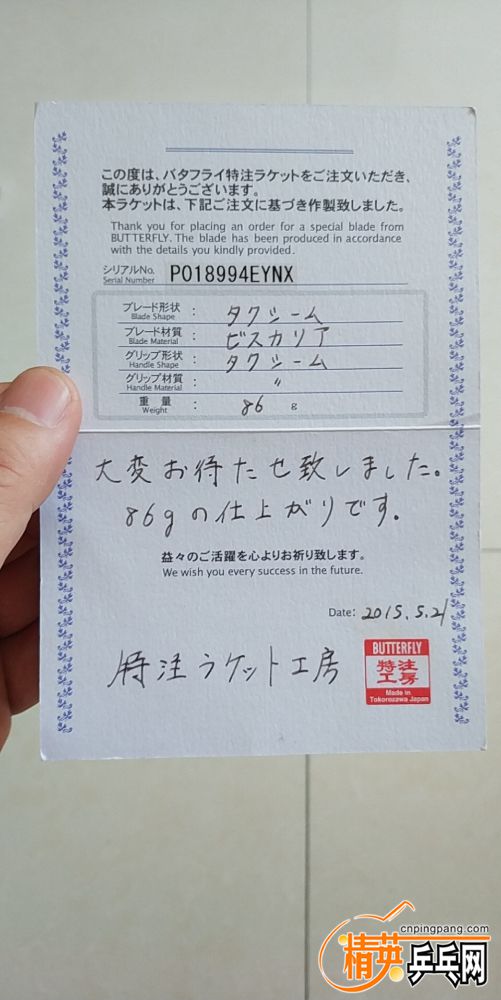 この度は、バタフライ特注ラケットをご注文いただき、
誠にありがとうございます。
本ラケットは、下記ご注文に基づき作製致しました。
Thank you for placing an order for a special blade from
BUTTERFLY. The blade has been produced in accordance
with the details you kindly provided.
シリアルNo.
Serial Number
P018994EYNX
ブレード形状
Blade Shape
: タクシーム
ブレード材質
Blade Material
: ビスカリア
グリップ形状
Handle Shape
: タクシーム
グリップ材質
Handle Material
: 〃
重量
Weight
: 86 g
大変お待たせ致しました。
86gの仕上がりです。
益々のご活躍を心よりお祈り致します。
We wish you every success in the future.
Date: 2015.5.21
特注ラケット工房
BUTTERFLY
特注
工房
Made in
Tokorozawa Japan
cnpingpang.com
精英乒乓网